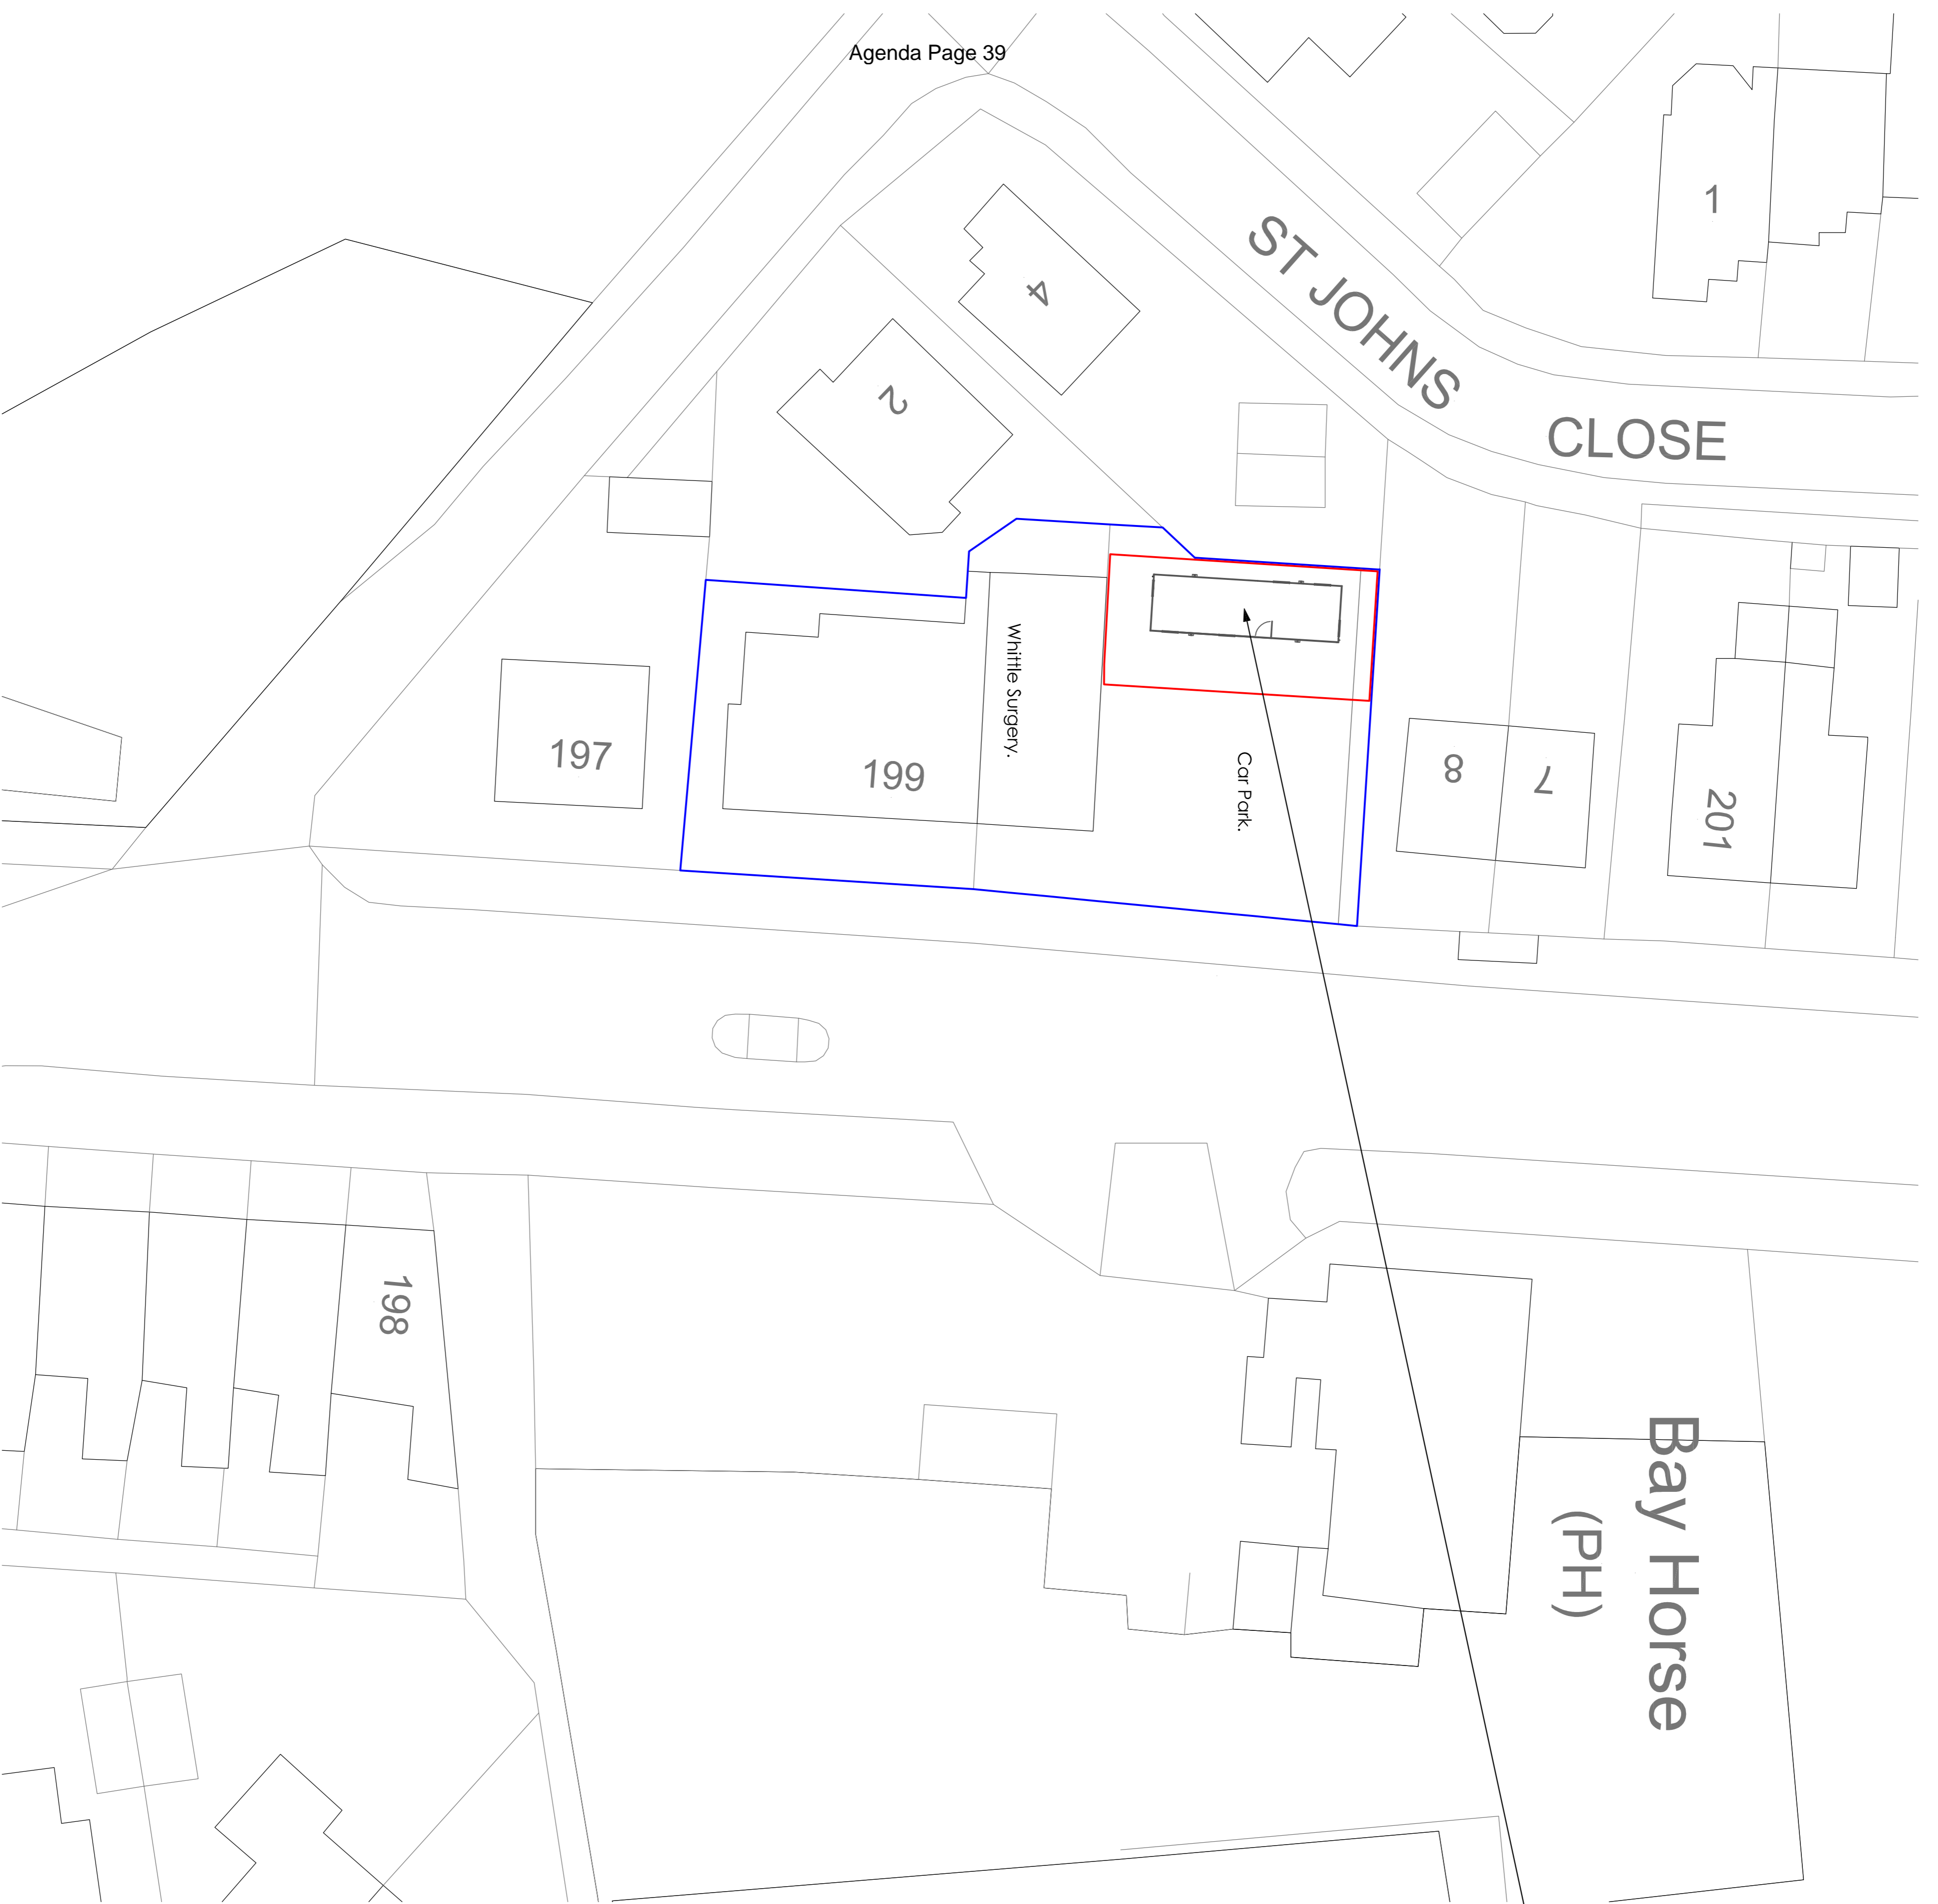 Agenda Page 39
1
ST JOHNS
CLOSE
4
2
Whittle Surgery.
197
199
Car Park.
8
7
201
198
Bay Horse
(PH)